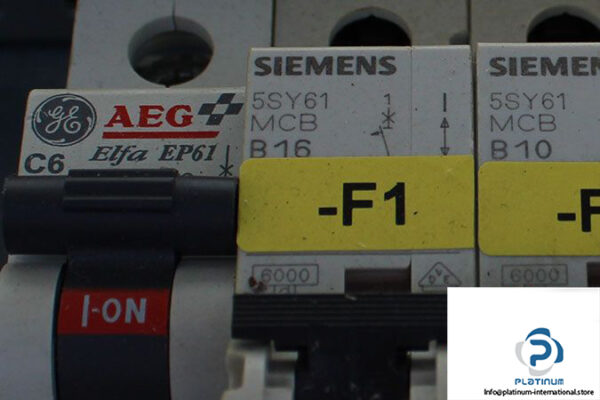 GE AEG
Elfa EP61
C6
I-ON
SIEMENS
5SY61 1
MCB
B16
-F1
6000
SIEMENS
5SY61
MCB
B10
-F
6000
PLATINUM
Info@platinum-international.store